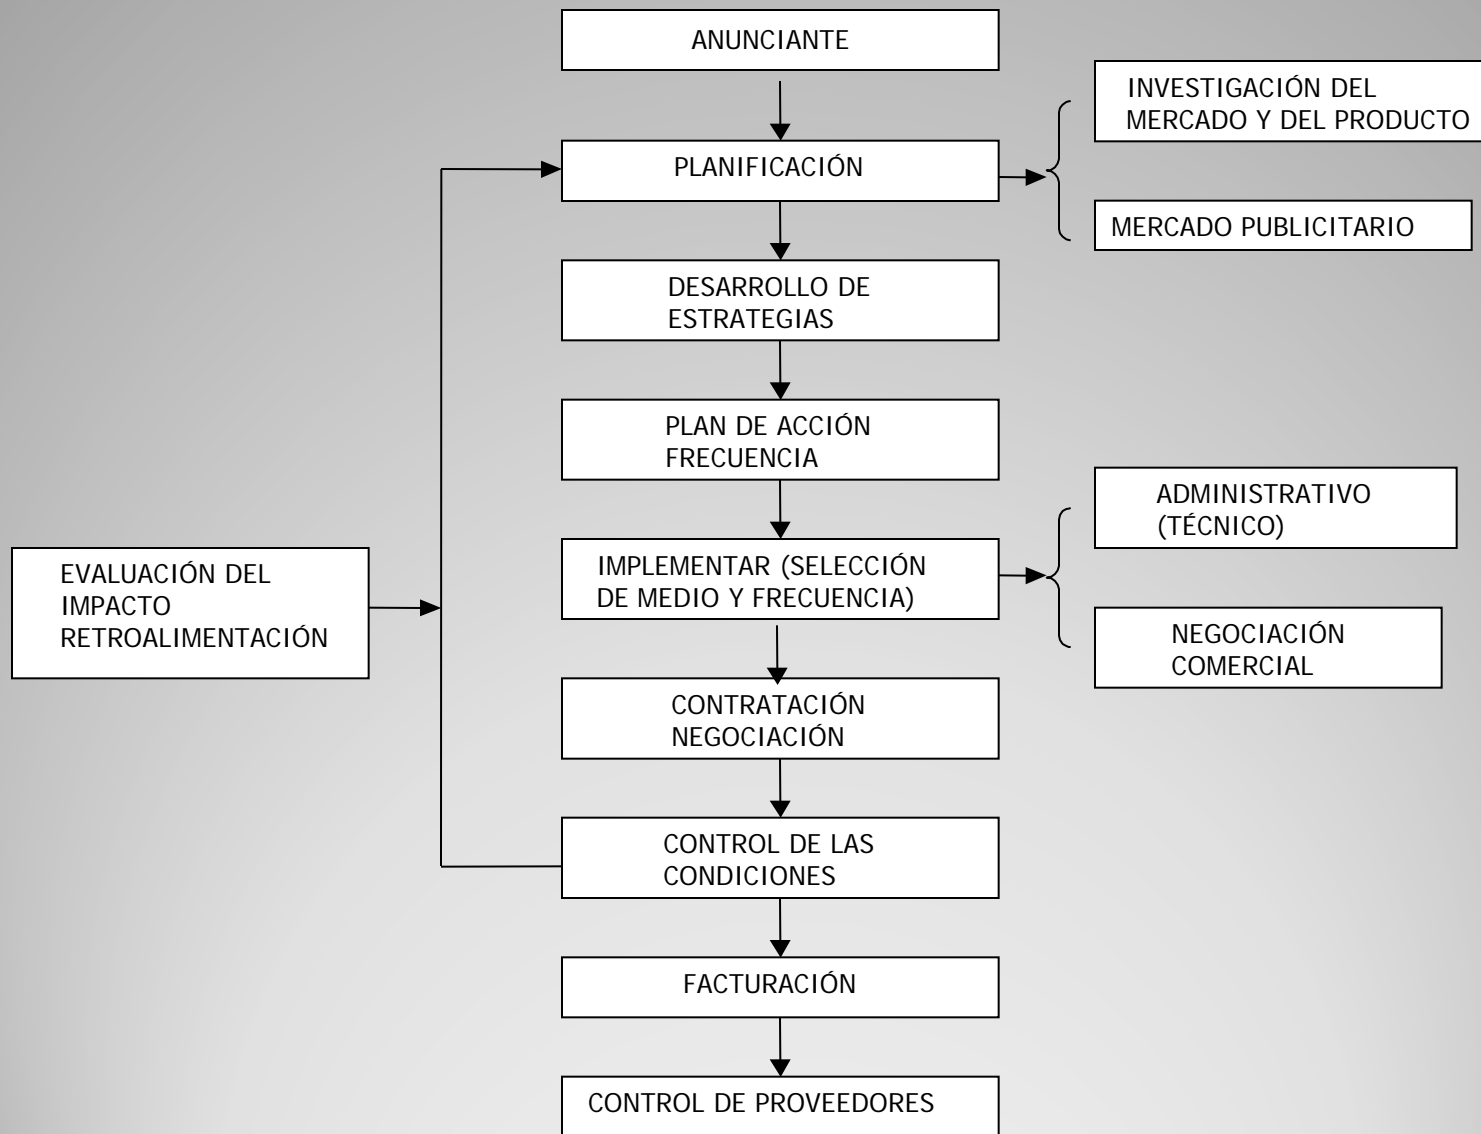 ANUNCIANTE
INVESTIGACIÓN DEL
MERCADO Y DEL PRODUCTO
PLANIFICACIÓN
MERCADO PUBLICITARIO
DESARROLLO DE
ESTRATEGIAS
PLAN DE ACCIÓN
FRECUENCIA
ADMINISTRATIVO
(TÉCNICO)
IMPLEMENTAR (SELECCIÓN
DE MEDIO Y FRECUENCIA)
EVALUACIÓN DEL
IMPACTO
RETROALIMENTACIÓN
NEGOCIACIÓN
COMERCIAL
CONTRATACIÓN
NEGOCIACIÓN
CONTROL DE LAS
CONDICIONES
FACTURACIÓN
CONTROL DE PROVEEDORES